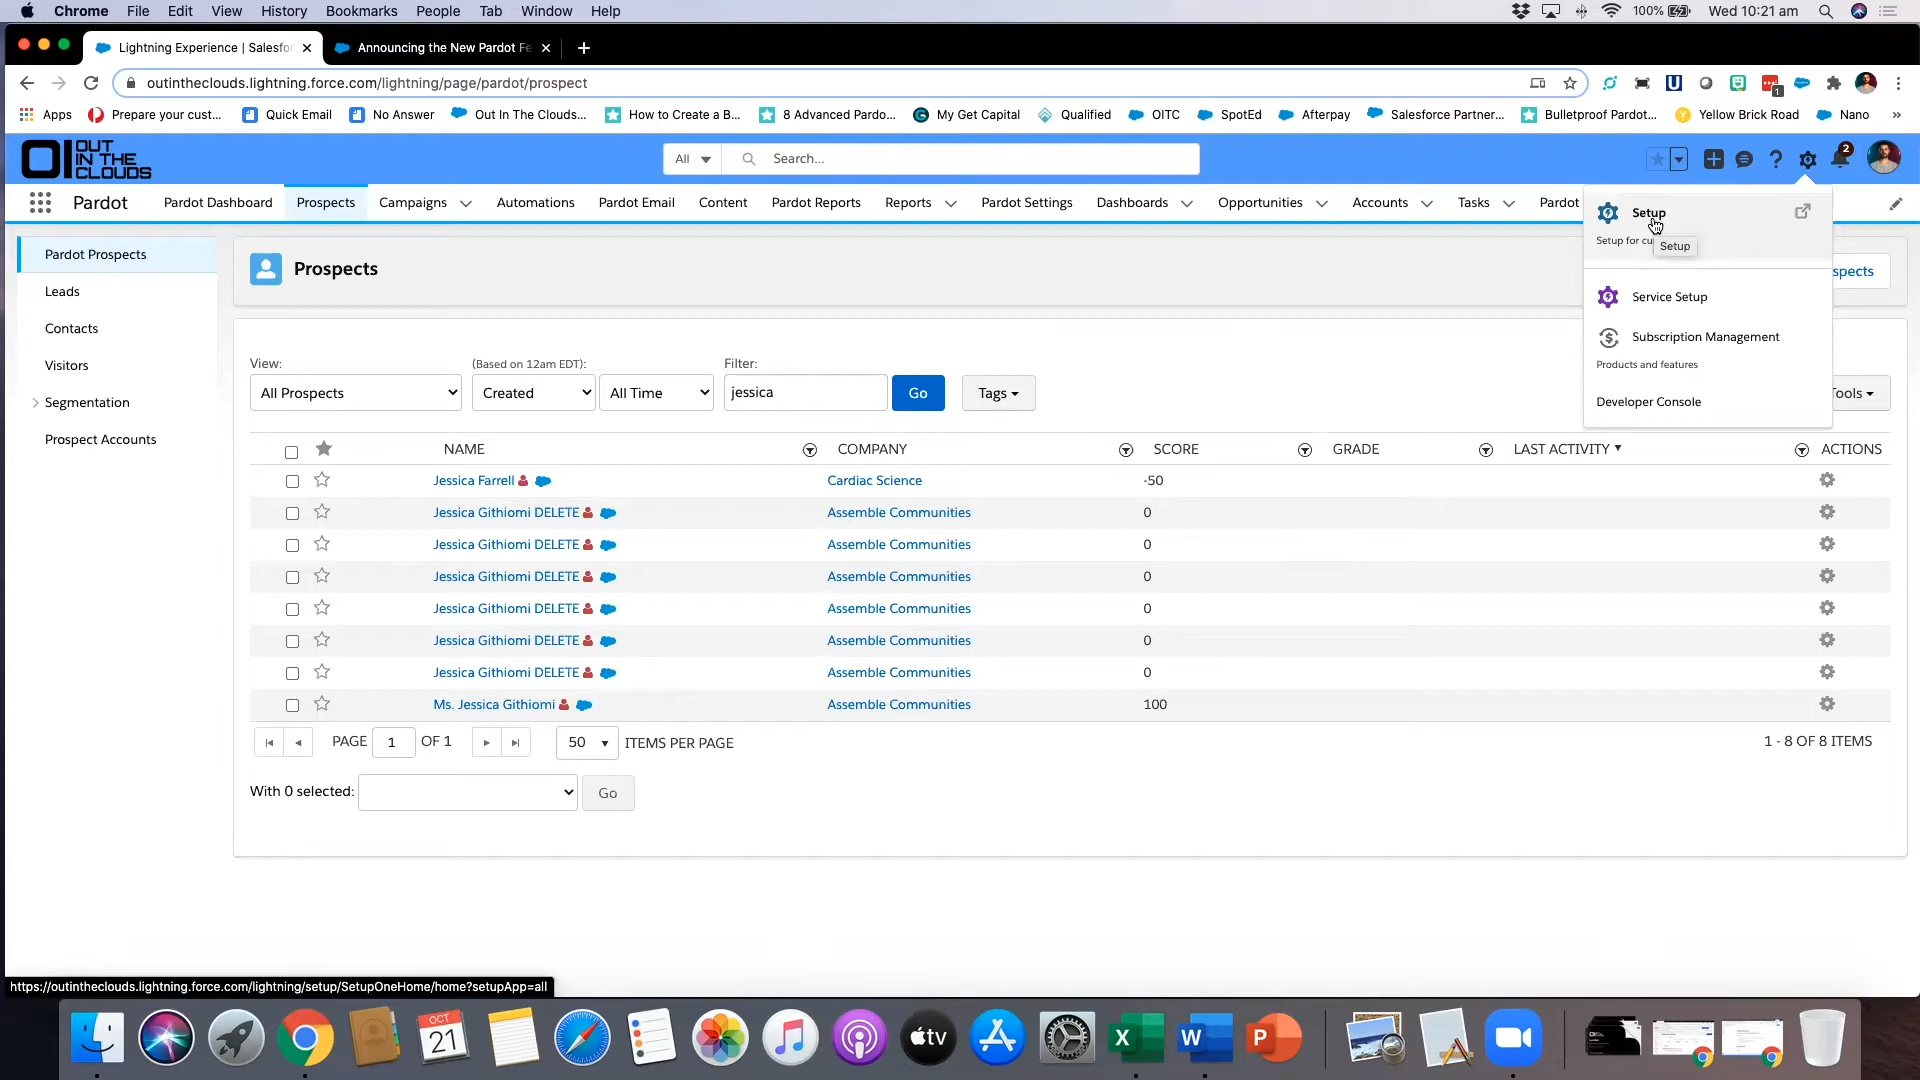 Chrome File Edit View History Bookmarks People Tab Window Help 100% Wed 10:21 am
Lightning Experience | Salesfo Announcing the New Pardot Fe
outintheclouds.lightning.force.com/lightning/page/pardot/prospect
Apps Prepare your cust... Quick Email No Answer Out In The Clouds... How to Create a B... 8 Advanced Pardo... My Get Capital Qualified OITC SpotEd Afterpay Salesforce Partner... Bulletproof Pardot... Yellow Brick Road Nano »
OI OUT IN THE CLOUDS
All Search... 2
Pardot Pardot Dashboard Prospects Campaigns Automations Pardot Email Content Pardot Reports Reports Pardot Settings Dashboards Opportunities Accounts Tasks Pardot
Setup
Setup for cu
Setup
Service Setup
Subscription Management
Products and features
Developer Console
Pardot Prospects
Leads
Contacts
Visitors
Segmentation
Prospect Accounts
Prospects
spects
View: (Based on 12am EDT): Filter:
All Prospects Created All Time jessica Go Tags Tools
NAME COMPANY SCORE GRADE LAST ACTIVITY ACTIONS
Jessica Farrell Cardiac Science -50
Jessica Githiomi DELETE Assemble Communities 0
Jessica Githiomi DELETE Assemble Communities 0
Jessica Githiomi DELETE Assemble Communities 0
Jessica Githiomi DELETE Assemble Communities 0
Jessica Githiomi DELETE Assemble Communities 0
Jessica Githiomi DELETE Assemble Communities 0
Ms. Jessica Githiomi Assemble Communities 100
PAGE 1 OF 1 50 ITEMS PER PAGE 1 - 8 OF 8 ITEMS
With 0 selected: Go
https://outintheclouds.lightning.force.com/lightning/setup/SetupOneHome/home?setupApp=all
OCT
21
tv
X W P